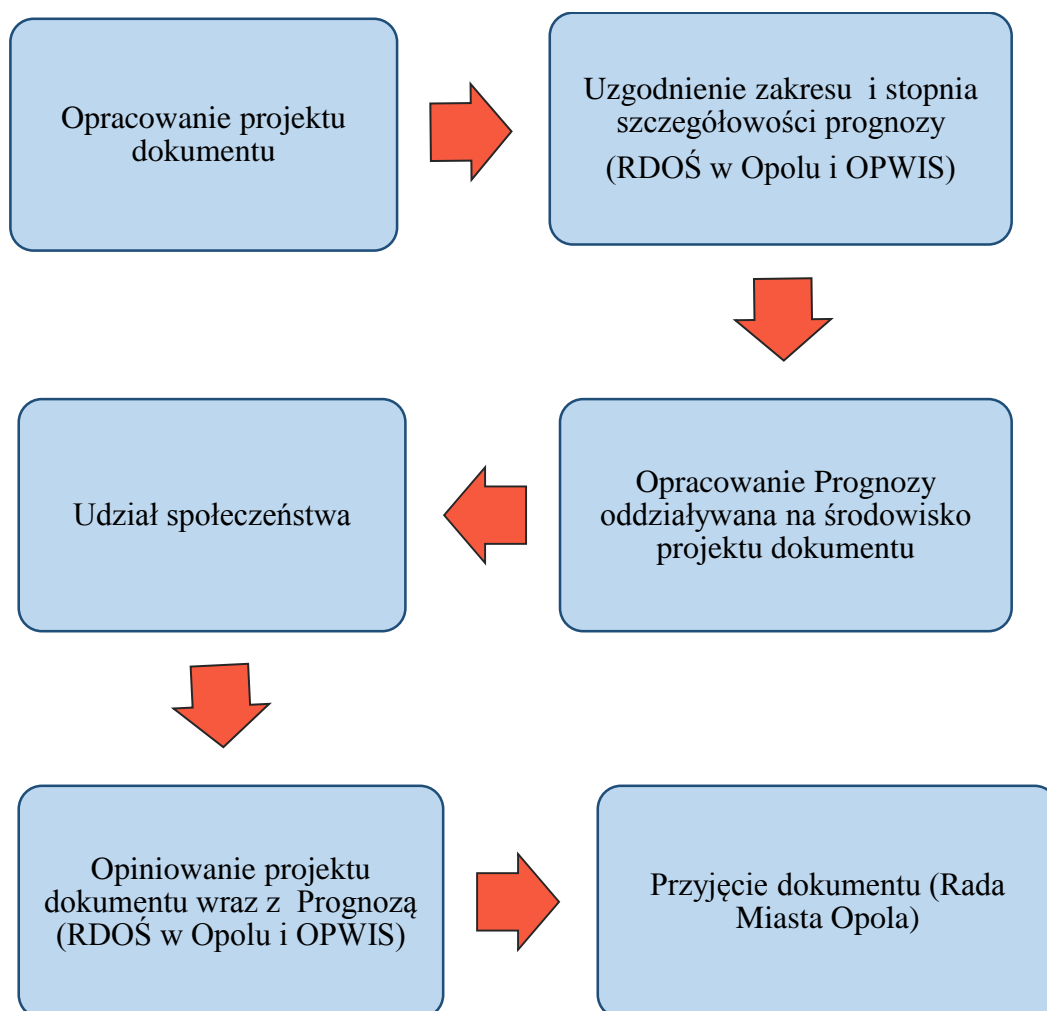 Opracowanie projektu
dokumentu
Uzgodnienie zakresu i stopnia
szczegółowości prognozy
(RDOŚ w Opolu i OPWIS)
Opracowanie Prognozy
oddziaływana na środowisko
projektu dokumentu
Udział społeczeństwa
Opiniowanie projektu
dokumentu wraz z Prognozą
(RDOŚ w Opolu i OPWIS)
Przyjęcie dokumentu (Rada
Miasta Opola)